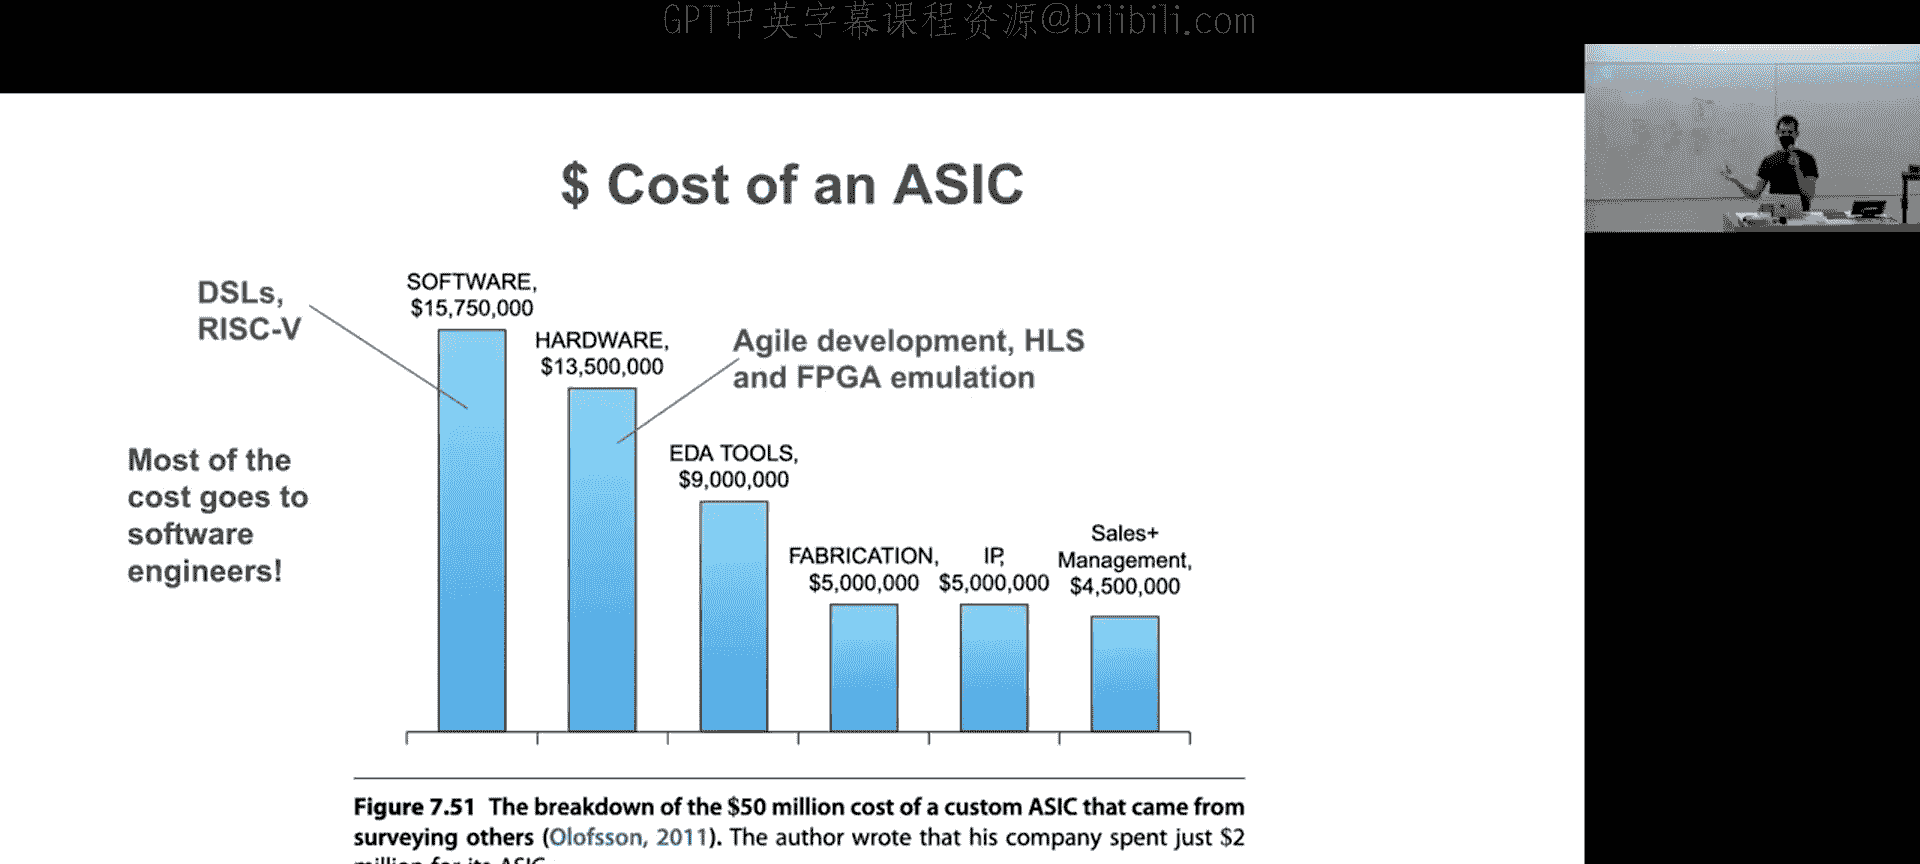 GPT中英字幕课程资源@bilibili.com
$ Cost of an ASIC
DSLs,
RISC-V
SOFTWARE,
$15,750,000
HARDWARE,
$13,500,000
Agile development, HLS
and FPGA emulation
EDA TOOLS,
$9,000,000
Most of the
cost goes to
software
engineers!
FABRICATION,
$5,000,000
IP,
$5,000,000
Sales+
Management,
$4,500,000
Figure 7.51 The breakdown of the $50 million cost of a custom ASIC that came from
surveying others (Olofsson, 2011). The author wrote that his company spent just $2
million for its ASIC